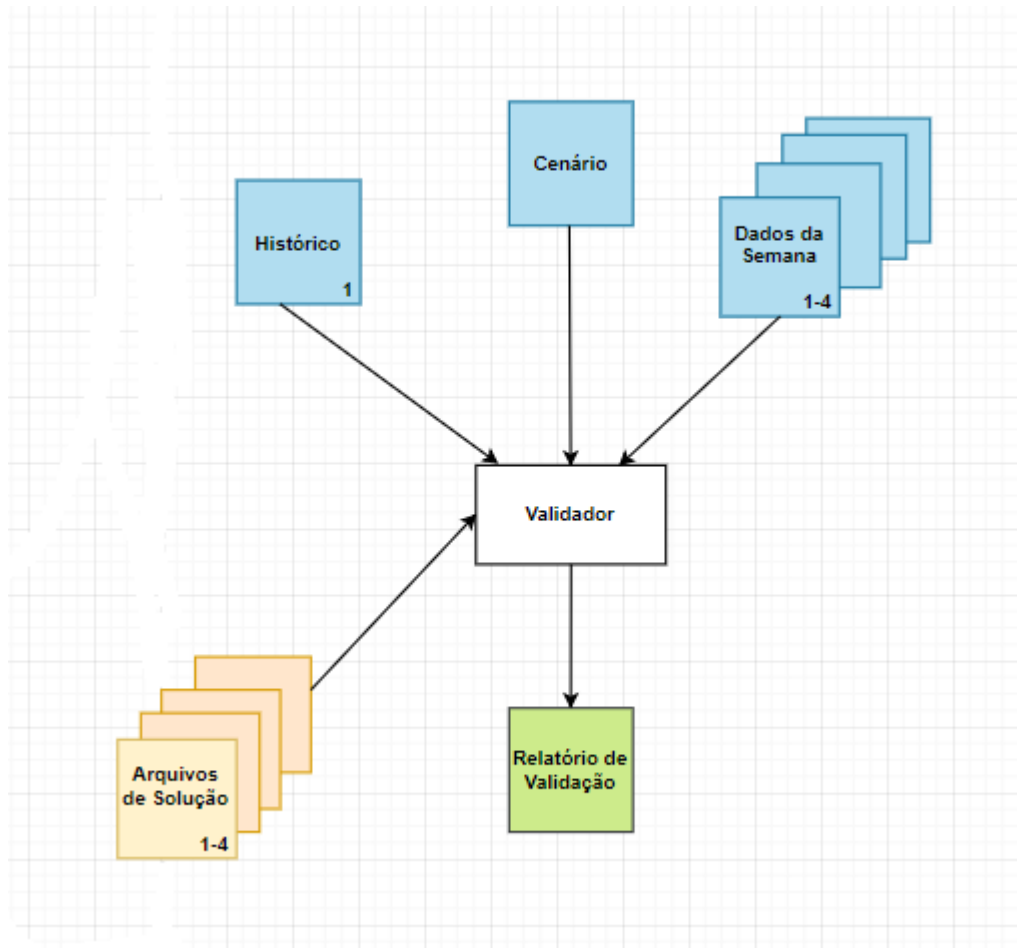 Cenário
Histórico
1
Dados da
Semana
1-4
Validador
Arquivos
de Solução
1-4
Relatório de
Validação